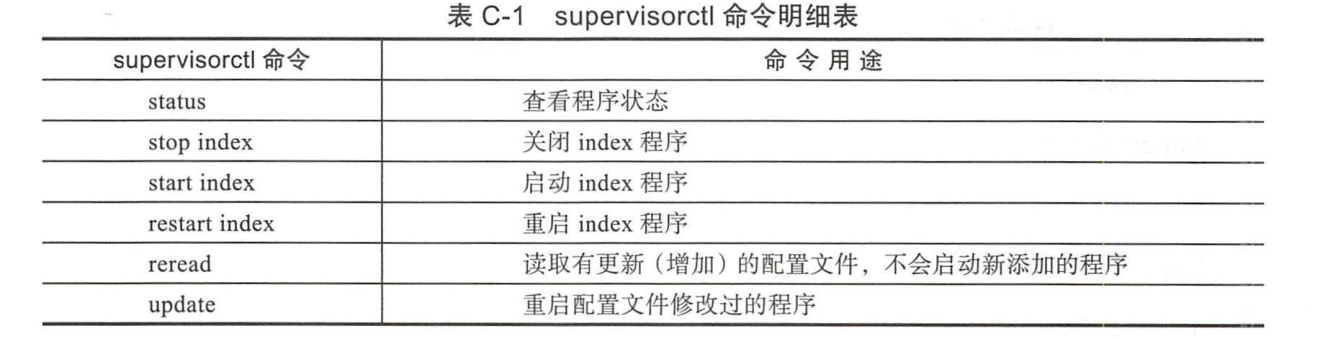 表 C-1 supervisorctl 命令明细表
supervisorctl 命令 命令用途
status 查看程序状态
stop index 关闭 index 程序
start index 启动 index 程序
restart index 重启 index 程序
reread 读取有更新（增加）的配置文件，不会启动新添加的程序
update 重启配置文件修改过的程序